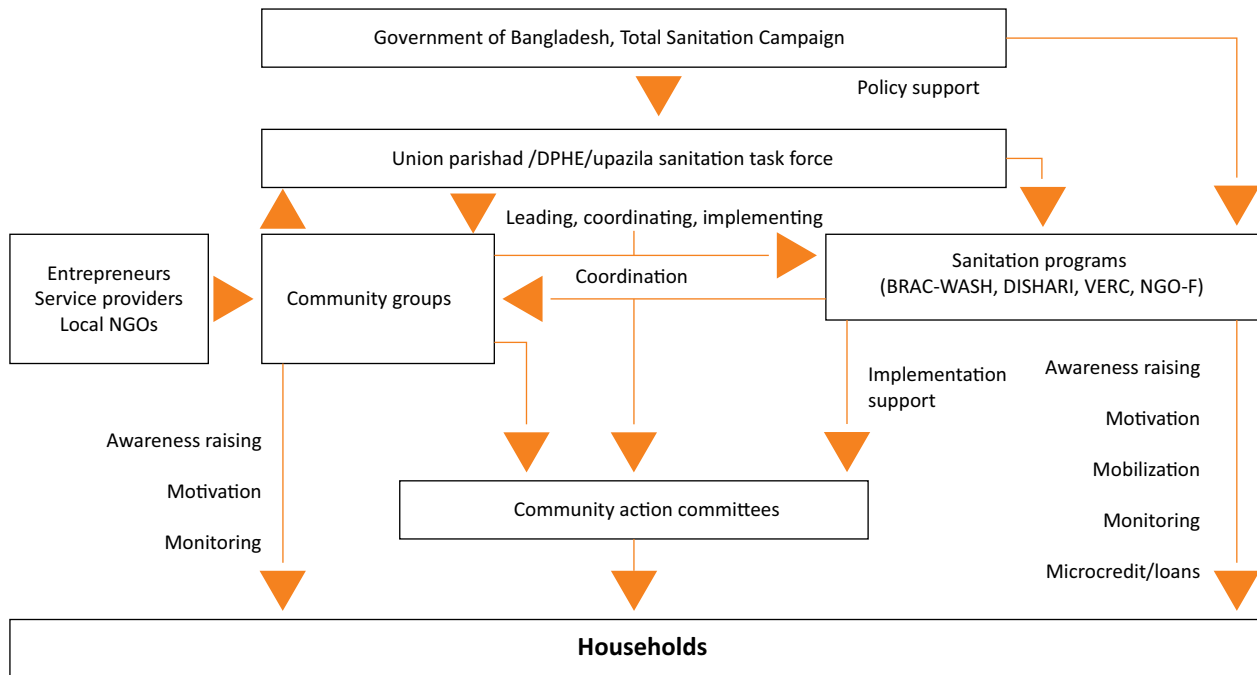 Government of Bangladesh, Total Sanitation Campaign
Policy support
Union parishad /DPHE/upazila sanitation task force
Leading, coordinating, implementing
Entrepreneurs
Service providers
Local NGOs
Community groups
Coordination
Sanitation programs
(BRAC-WASH, DISHARI, VERC, NGO-F)
Implementation
support
Awareness raising
Motivation
Monitoring
Awareness raising
Motivation
Mobilization
Monitoring
Microcredit/loans
Community action committees
Households